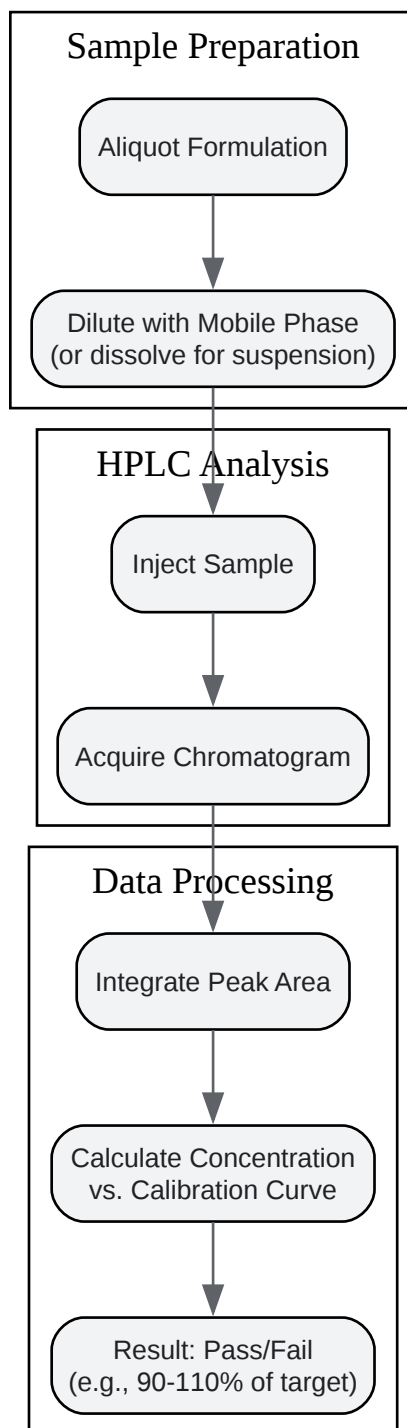 Sample Preparation
Aliquot Formulation
Dilute with Mobile Phase
(or dissolve for suspension)
HPLC Analysis
Inject Sample
Acquire Chromatogram
Data Processing
Integrate Peak Area
Calculate Concentration
vs. Calibration Curve
Result: Pass/Fail
(e.g., 90-110% of target)